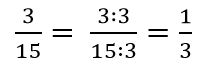 3/15 = 3:3/15:3 = 1/3